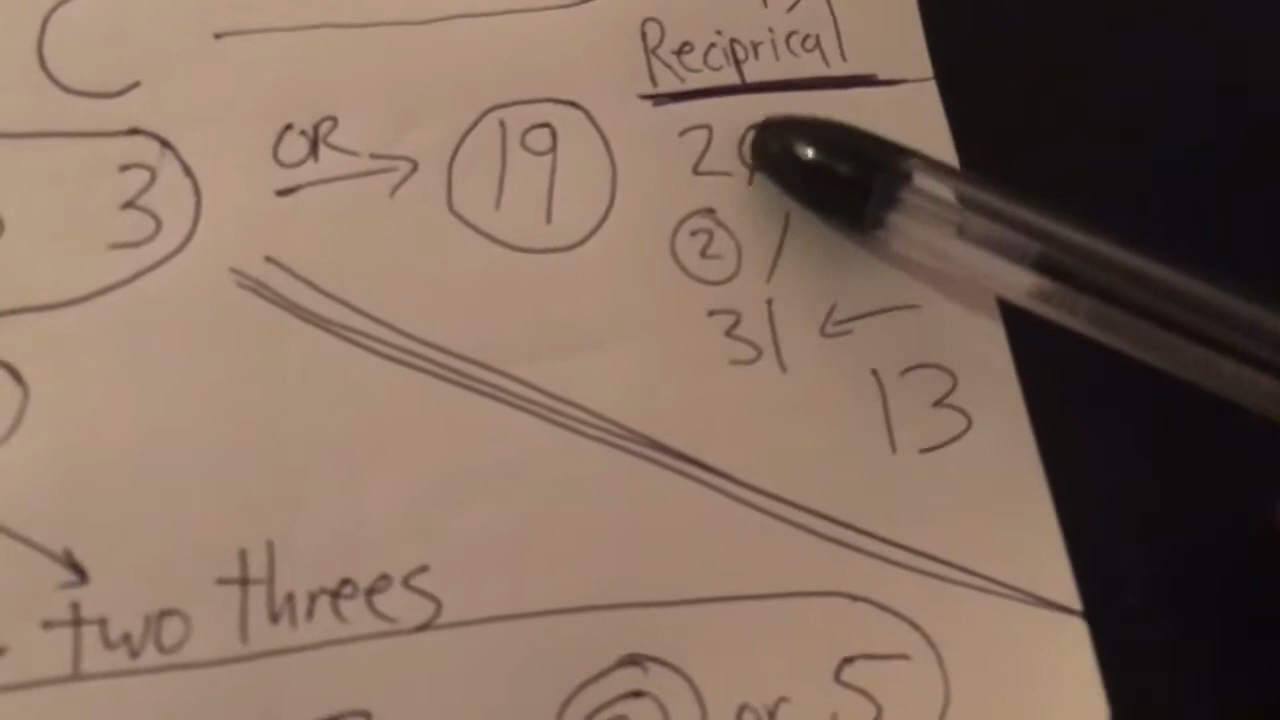 C
Reciprical
3 OR → 19
2
② /
31 ←
13
two threes
or 5